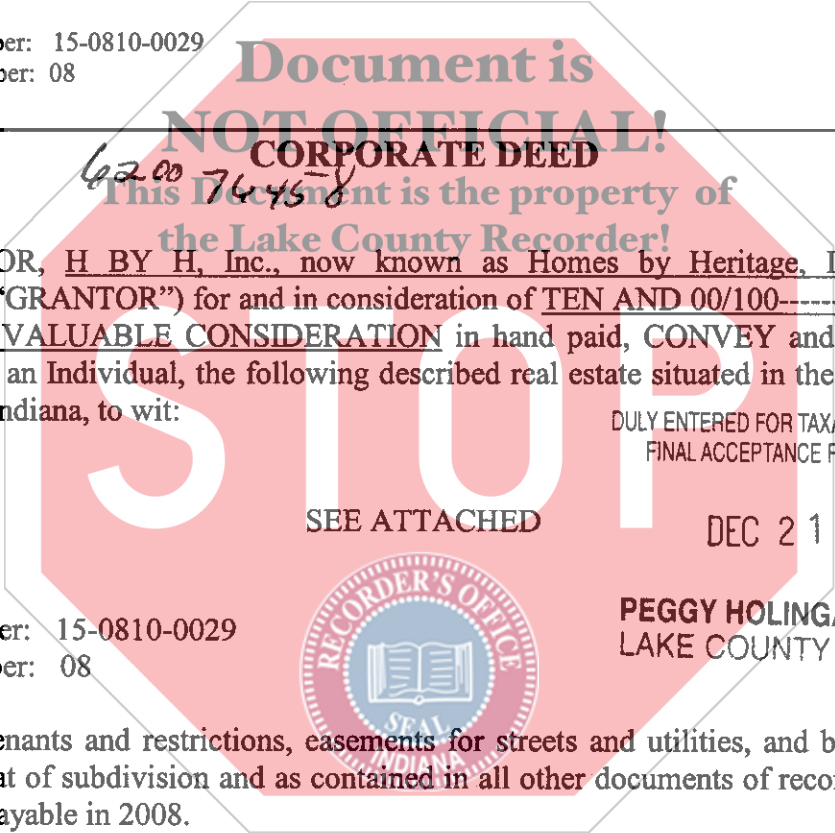 ber: 15-0810-0029
ber: 08
Document is
NOT OFFICIAL!
CORPORATE DEED
6200 76458
This Document is the property of
the Lake County Recorder!
OR, H BY H, Inc., now known as Homes by Heritage, I
"GRANTOR") for and in consideration of TEN AND 00/100------
VALUABLE CONSIDERATION in hand paid, CONVEY and
an Individual, the following described real estate situated in the
ndiana, to wit:
DULY ENTERED FOR TAXA
FINAL ACCEPTANCE F
STOP
SEE ATTACHED
DEC 21
RECORDER'S OFFICE
SEAL
INDIANA
PEGGY HOLINGA
LAKE COUNTY
er: 15-0810-0029
ber: 08
enants and restrictions, easements for streets and utilities, and b
at of subdivision and as contained in all other documents of recor
ayable in 2008.